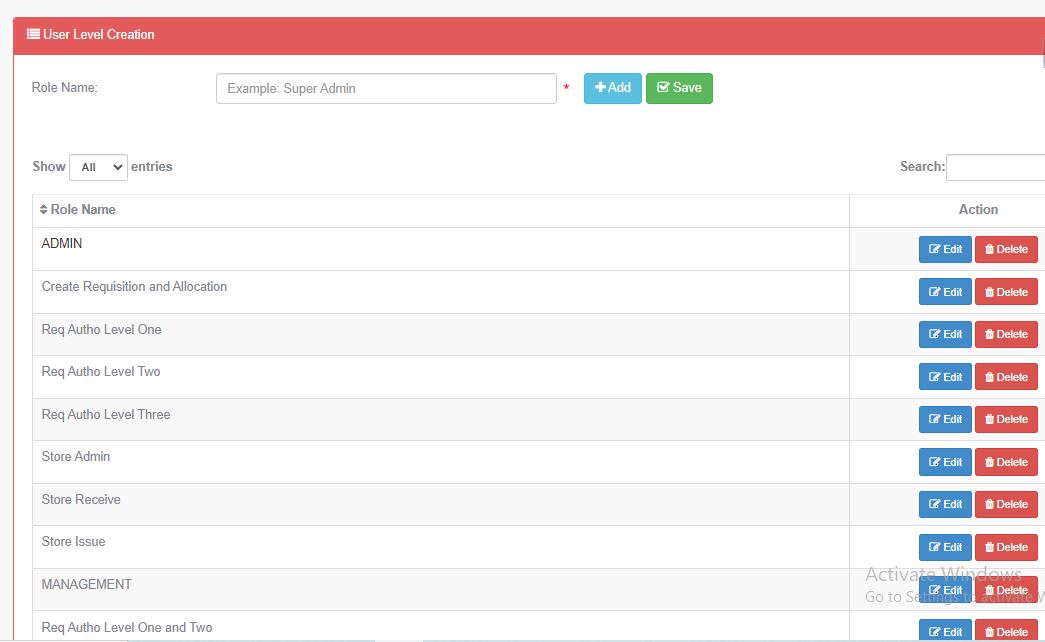 User Level Creation
Role Name: Example: Super Admin * Add Save
Show All entries Search:
Role Name Action
ADMIN Edit Delete
Create Requisition and Allocation Edit Delete
Req Autho Level One Edit Delete
Req Autho Level Two Edit Delete
Req Autho Level Three Edit Delete
Store Admin Edit Delete
Store Receive Edit Delete
Store Issue Edit Delete
Activate Windows
MANAGEMENT Edit Delete
Go to Settings to activate W
Req Autho Level One and Two Edit Delete